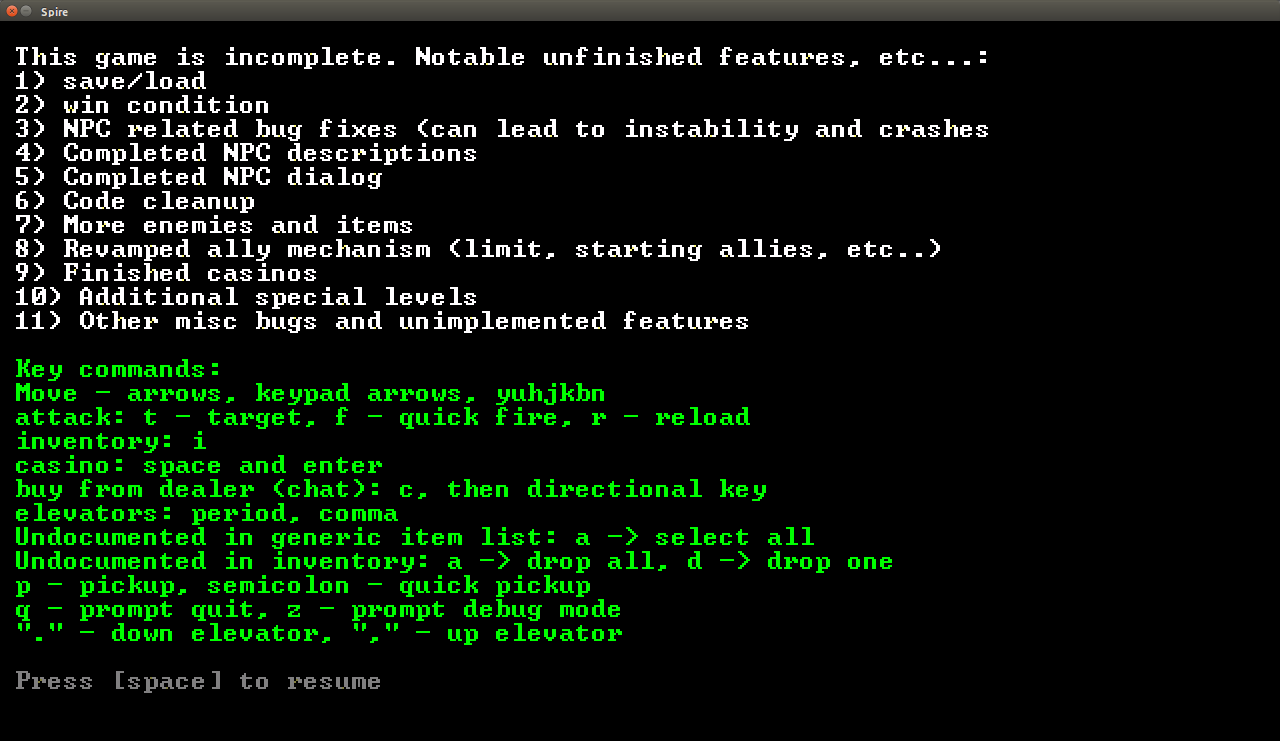 Spire
This game is incomplete. Notable unfinished features, etc...:
1) save/load
2) win condition
3) NPC related bug fixes (can lead to instability and crashes
4) Completed NPC descriptions
5) Completed NPC dialog
6) Code cleanup
7) More enemies and items
8) Revamped ally mechanism (limit, starting allies, etc..)
9) Finished casinos
10) Additional special levels
11) Other misc bugs and unimplemented features
Key commands:
Move - arrows, keypad arrows, yuhjkbn
attack: t - target, f - quick fire, r - reload
inventory: i
casino: space and enter
buy from dealer (chat): c, then directional key
elevators: period, comma
Undocumented in generic item list: a -> select all
Undocumented in inventory: a -> drop all, d -> drop one
p - pickup, semicolon - quick pickup
q - prompt quit, z - prompt debug mode
"." - down elevator, "," - up elevator
Press [space] to resume